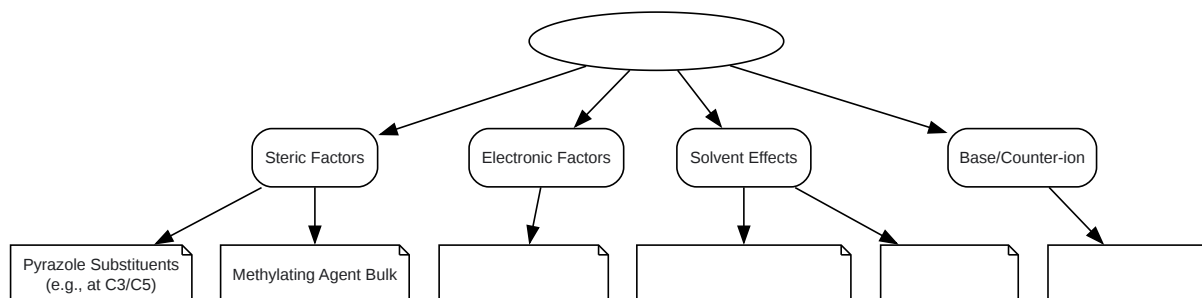 Steric Factors
Electronic Factors
Solvent Effects
Base/Counter-ion
Pyrazole Substituents
(e.g., at C3/C5)
Methylating Agent Bulk